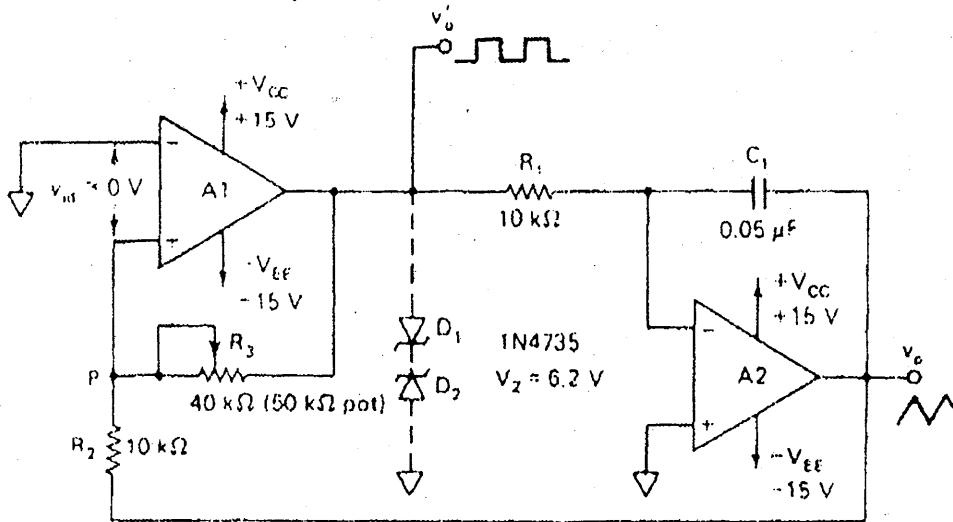 v'o
+VCC
+15 V
−
A1
+
vid ≈ 0 V
−VEE
−15 V
R1
10 kΩ
C1
0.05 µF
R3
P
40 kΩ (50 kΩ pot)
R2
10 kΩ
D1
D2
1N4735
VZ ≈ 6.2 V
+VCC
+15 V
−
A2
+
vo
−VEE
−15 V